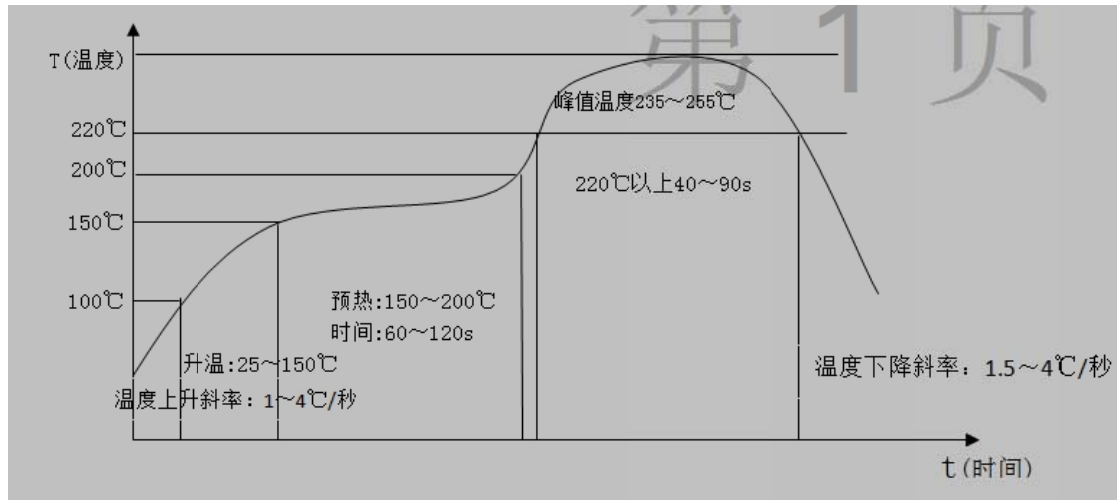 第 1 页
T(温度)
峰值温度235～255℃
220℃
200℃
220℃以上40～90s
150℃
100℃
预热:150～200℃
时间:60～120s
升温:25～150℃
温度上升斜率：1～4℃/秒
温度下降斜率：1.5～4℃/秒
t(时间)